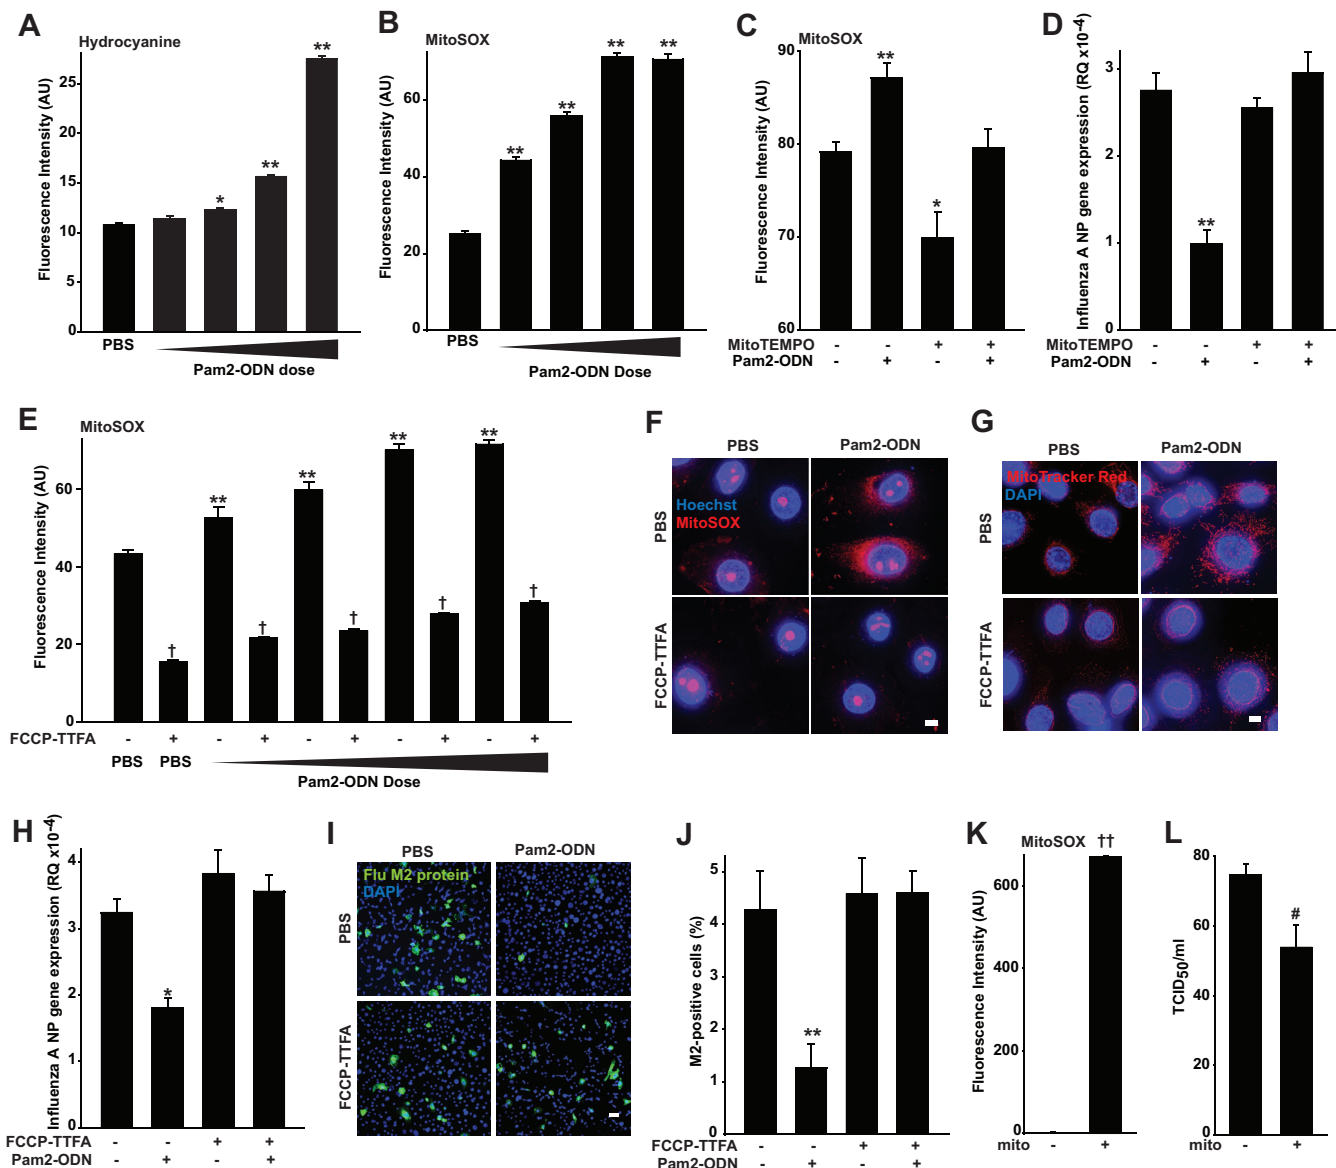 A
Hydrocyanine
Fluorescence Intensity (AU)
25
20
15
10
5
0
* ** **
PBS
Pam2-ODN dose
B
MitoSOX
Fluorescence Intensity (AU)
60
40
20
0
** ** ** **
PBS
Pam2-ODN Dose
C
MitoSOX
Fluorescence Intensity (AU)
90
80
70
60
** *
MitoTEMPO - - + +
Pam2-ODN - + - +
D
Influenza A NP gene expression (RQ x10-4)
3
2
1
0
**
MitoTEMPO - - + +
Pam2-ODN - + - +
E
MitoSOX
Fluorescence Intensity (AU)
60
40
20
0
† ** † ** † ** † ** †
FCCP-TTFA - + - + - + - + - +
PBS PBS
Pam2-ODN Dose
F
PBS Pam2-ODN
PBS
Hoechst
MitoSOX
FCCP-TTFA
G
PBS Pam2-ODN
PBS
MitoTracker Red
DAPI
FCCP-TTFA
H
Influenza A NP gene expression (RQ x10-4)
4
3
2
1
0
*
FCCP-TTFA - - + +
Pam2-ODN - + - +
I
PBS Pam2-ODN
PBS
Flu M2 protein
DAPI
FCCP-TTFA
J
M2-positive cells (%)
5
4
3
2
1
0
**
FCCP-TTFA - - + +
Pam2-ODN - + - +
K
MitoSOX ††
Fluorescence Intensity (AU)
600
400
200
0
mito - +
L
TCID50/ml
80
60
40
20
0
#
mito - +